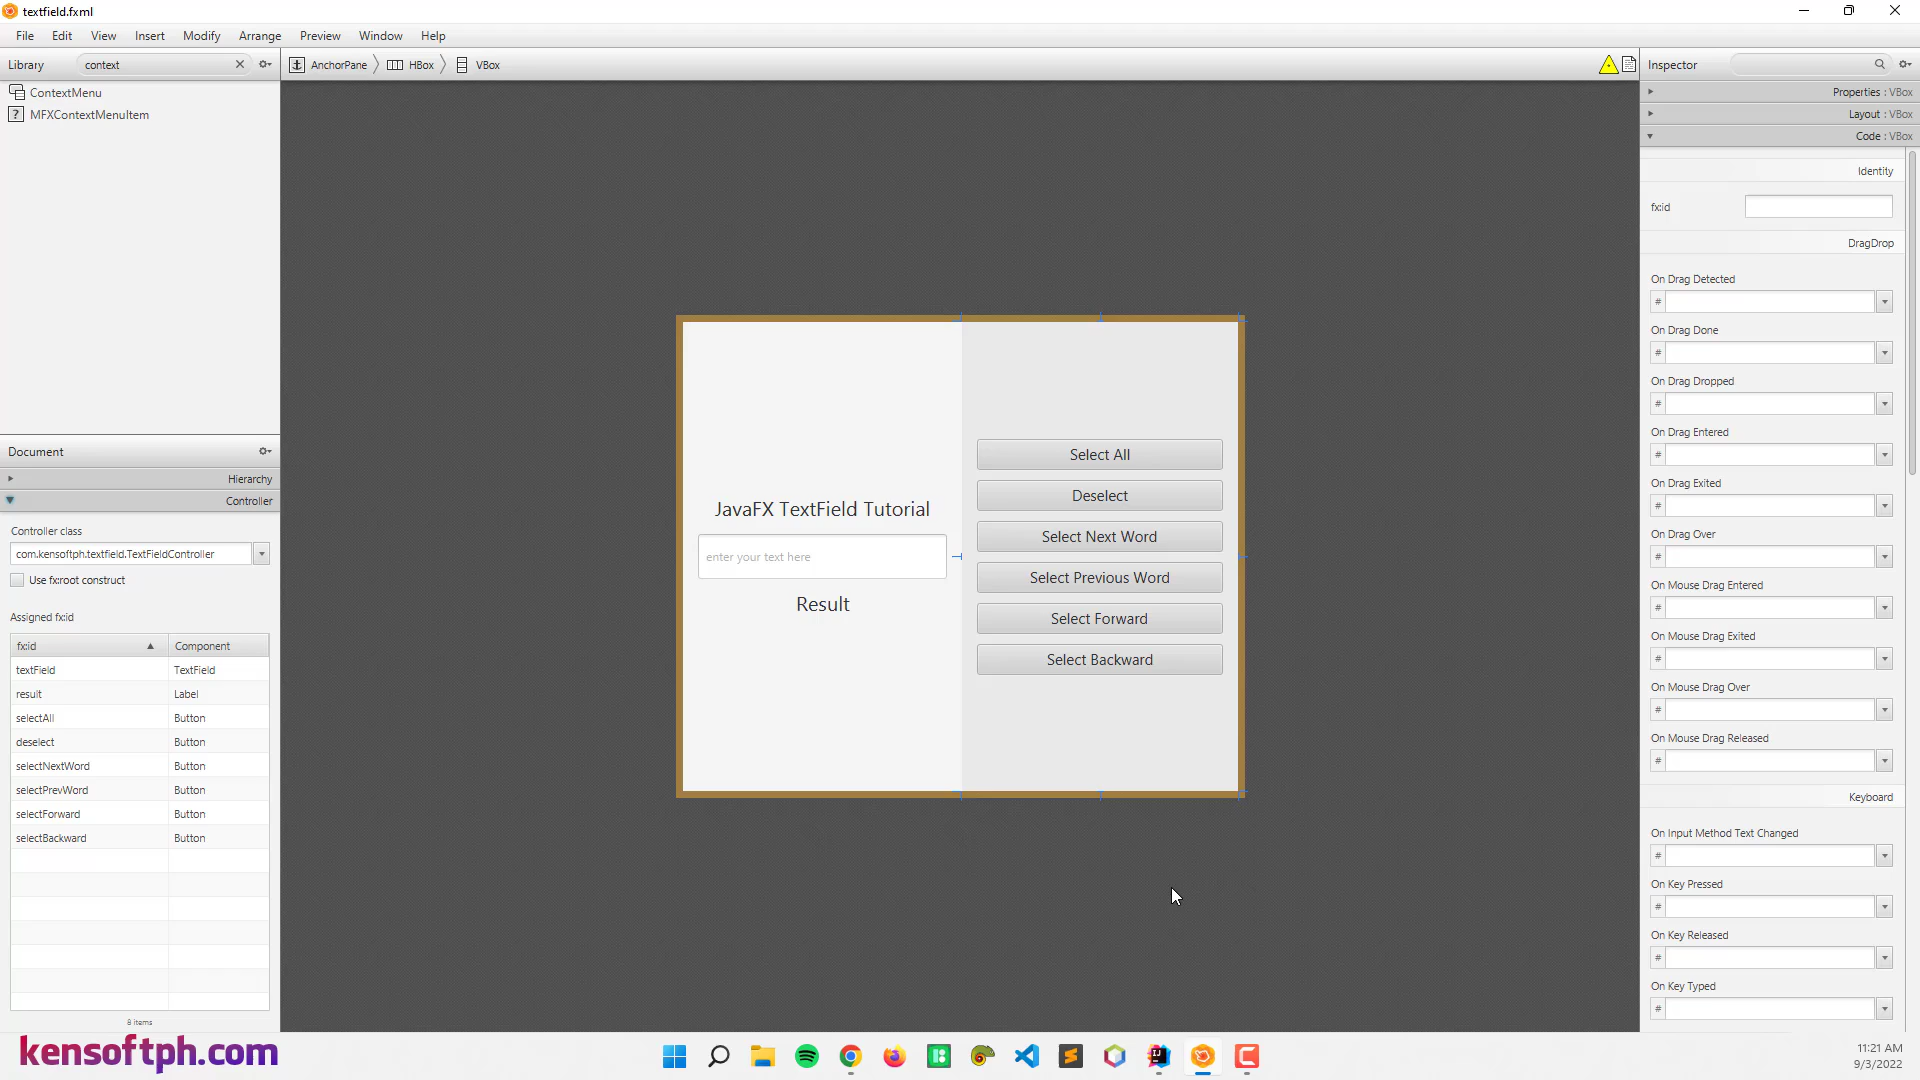 textfield.fxml
File Edit View Insert Modify Arrange Preview Window Help
Library context
AnchorPane HBox VBox
Inspector
ContextMenu
MFXContextMenuItem
Properties : VBox
Layout : VBox
Code : VBox
Identity
fx:id
DragDrop
On Drag Detected
#
On Drag Done
#
On Drag Dropped
#
On Drag Entered
#
On Drag Exited
#
On Drag Over
#
On Mouse Drag Entered
#
On Mouse Drag Exited
#
On Mouse Drag Over
#
On Mouse Drag Released
#
Keyboard
On Input Method Text Changed
#
On Key Pressed
#
On Key Released
#
On Key Typed
#
JavaFX TextField Tutorial
enter your text here
Result
Select All
Deselect
Select Next Word
Select Previous Word
Select Forward
Select Backward
Document
Hierarchy
Controller
Controller class
com.kensoftph.textfield.TextFieldController
Use fx:root construct
Assigned fx:id
fx:id Component
textField TextField
result Label
selectAll Button
deselect Button
selectNextWord Button
selectPrevWord Button
selectForward Button
selectBackward Button
8 items
kensoftph.com
11:21 AM
9/3/2022